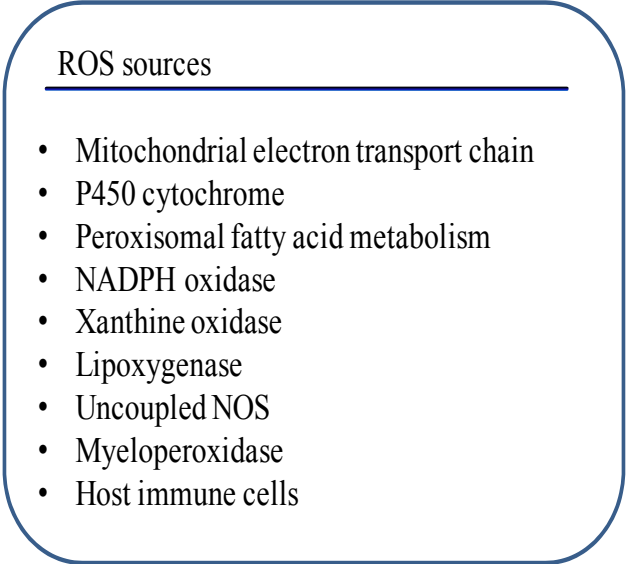 ROS sources
• Mitochondrial electron transport chain
• P450 cytochrome
• Peroxisomal fatty acid metabolism
• NADPH oxidase
• Xanthine oxidase
• Lipoxygenase
• Uncoupled NOS
• Myeloperoxidase
• Host immune cells